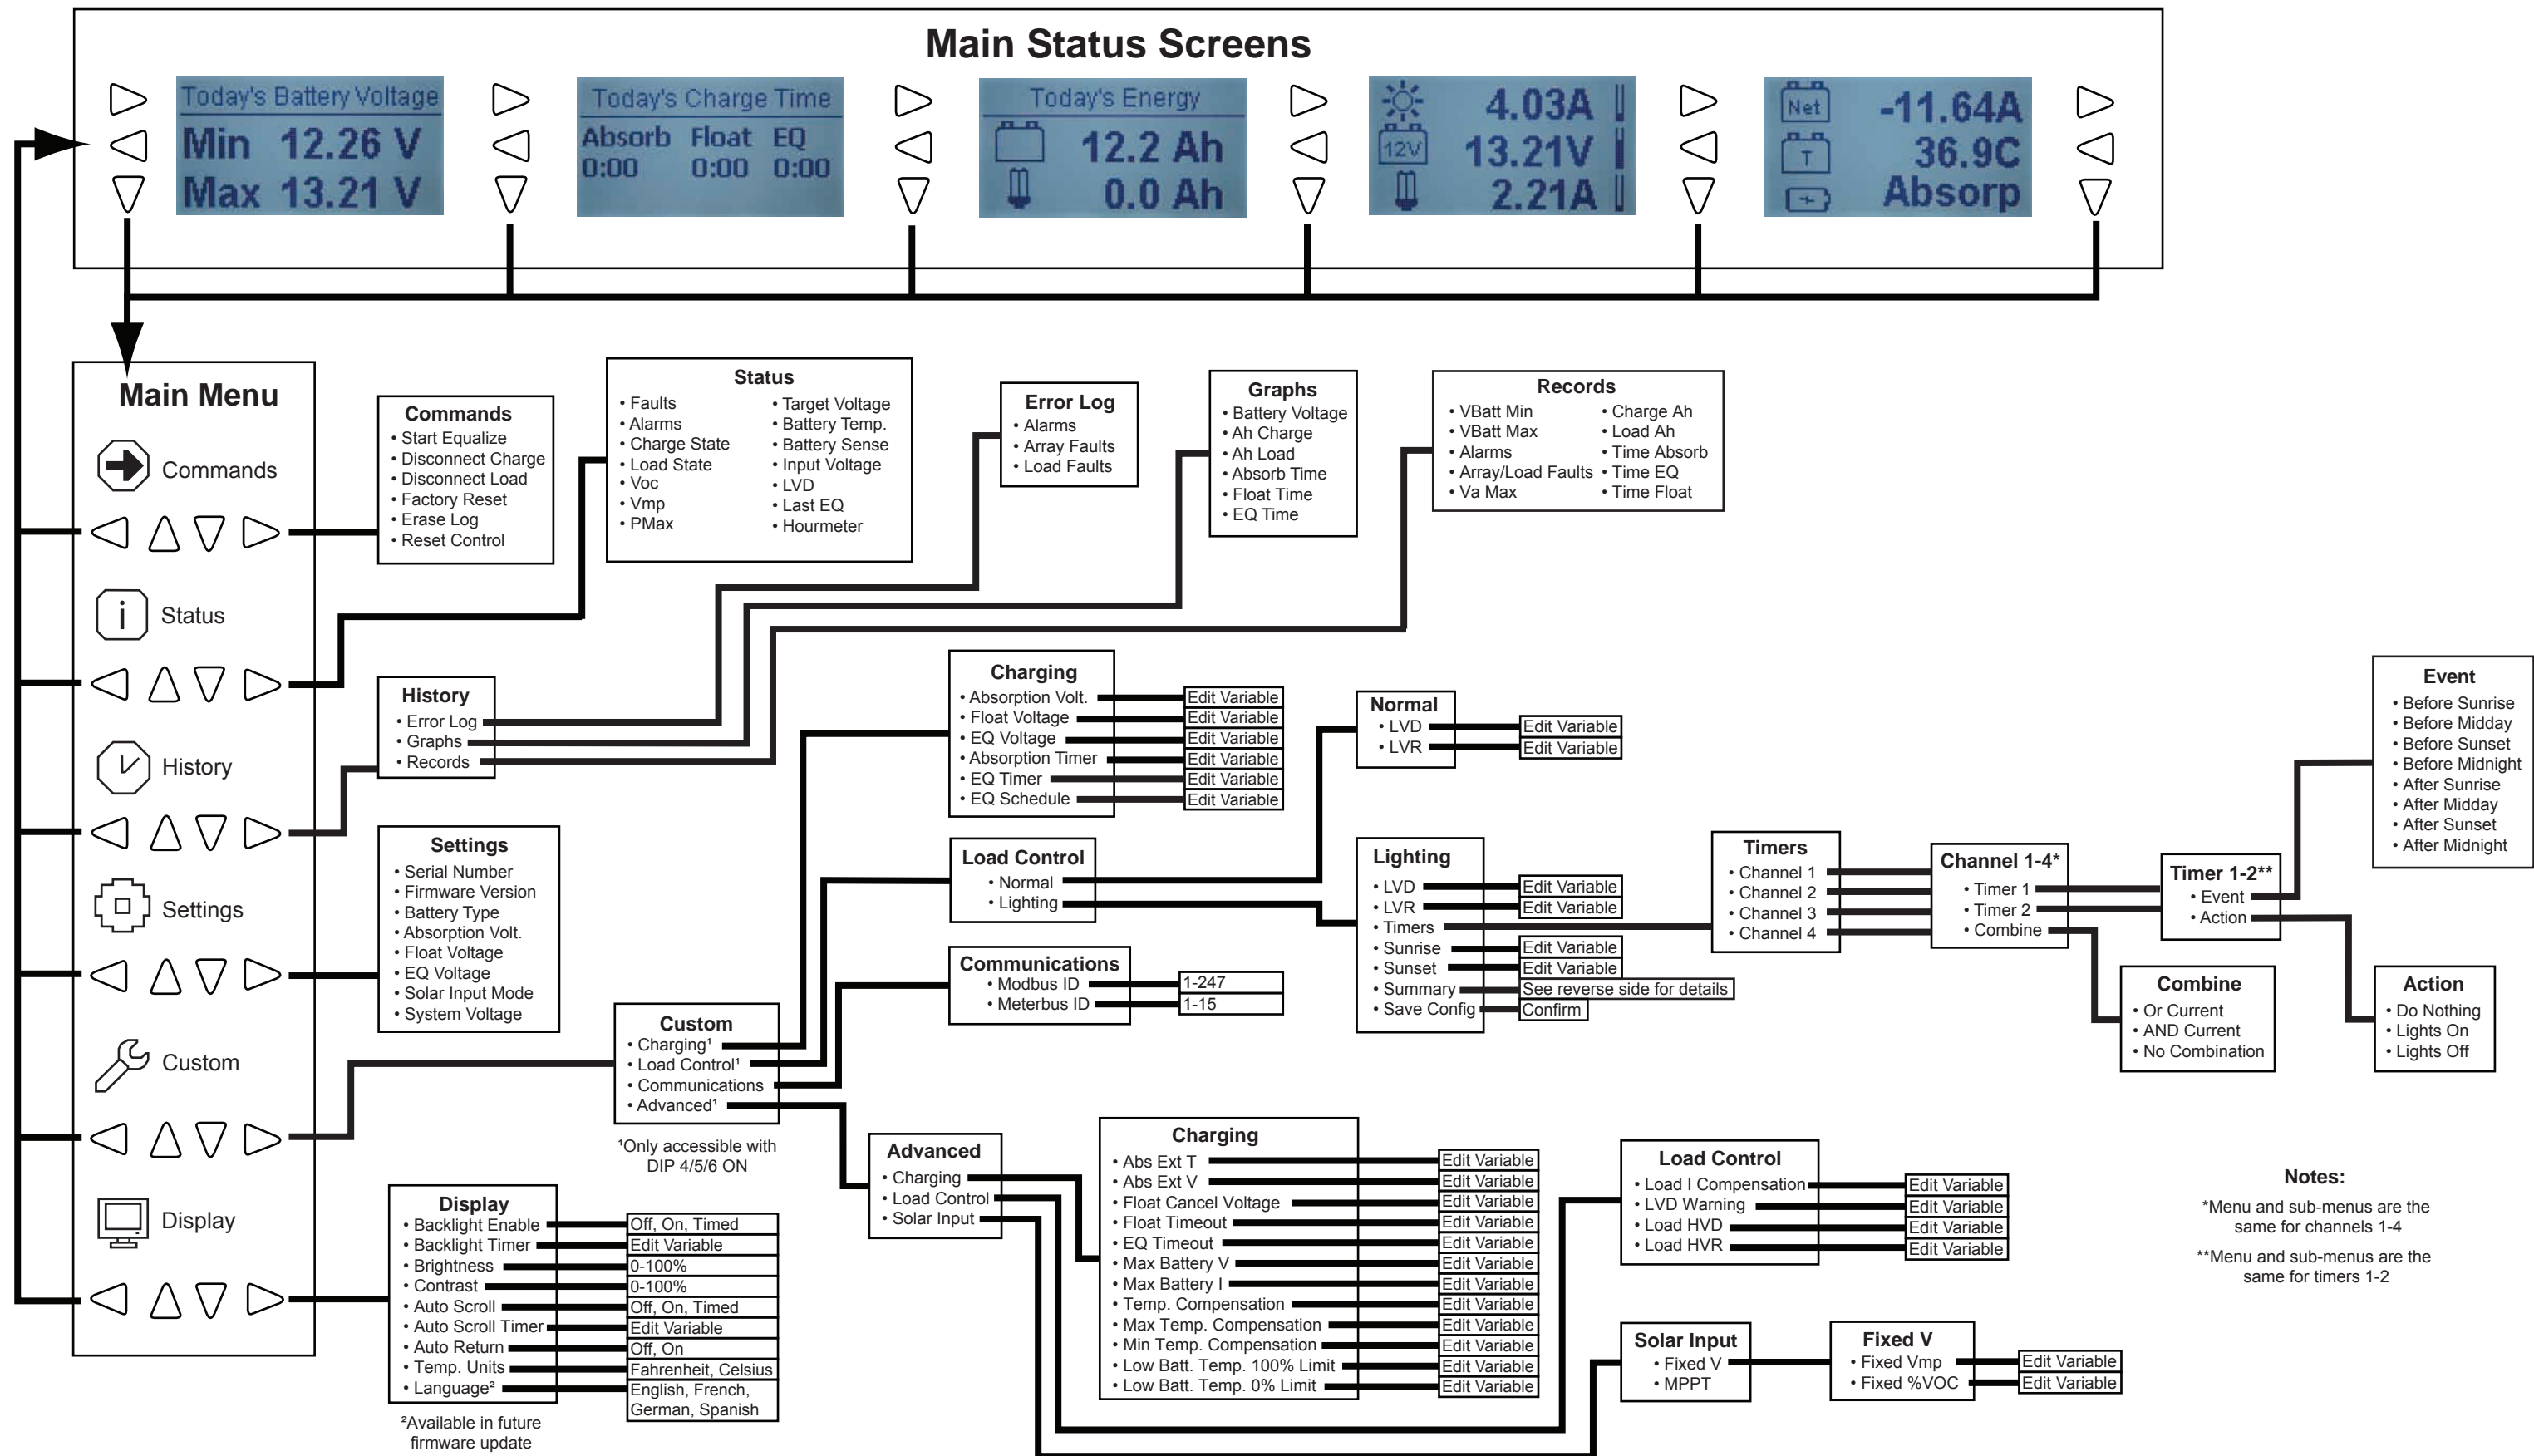 Main Status Screens
Today's Battery Voltage
Min 12.26 V
Max 13.21 V
Today's Charge Time
Absorb Float EQ
0:00 0:00 0:00
Today's Energy
12.2 Ah
0.0 Ah
4.03A
12V 13.21V
2.21A
Net -11.64A
T 36.9C
Absorp
Main Menu
Commands
Status
History
Settings
Custom
Display
Commands
• Start Equalize
• Disconnect Charge
• Disconnect Load
• Factory Reset
• Erase Log
• Reset Control
Status
• Faults
• Alarms
• Charge State
• Load State
• Voc
• Vmp
• PMax
• Target Voltage
• Battery Temp.
• Battery Sense
• Input Voltage
• LVD
• Last EQ
• Hourmeter
Error Log
• Alarms
• Array Faults
• Load Faults
Graphs
• Battery Voltage
• Ah Charge
• Ah Load
• Absorb Time
• Float Time
• EQ Time
Records
• VBatt Min
• VBatt Max
• Alarms
• Array/Load Faults
• Va Max
• Charge Ah
• Load Ah
• Time Absorb
• Time EQ
• Time Float
History
• Error Log
• Graphs
• Records
Settings
• Serial Number
• Firmware Version
• Battery Type
• Absorption Volt.
• Float Voltage
• EQ Voltage
• Solar Input Mode
• System Voltage
Custom
• Charging¹
• Load Control¹
• Communications
• Advanced¹
¹Only accessible with
DIP 4/5/6 ON
Display
• Backlight Enable Off, On, Timed
• Backlight Timer Edit Variable
• Brightness 0-100%
• Contrast 0-100%
• Auto Scroll Off, On, Timed
• Auto Scroll Timer Edit Variable
• Auto Return Off, On
• Temp. Units Fahrenheit, Celsius
• Language² English, French,
German, Spanish
²Available in future
firmware update
Charging
• Absorption Volt. Edit Variable
• Float Voltage Edit Variable
• EQ Voltage Edit Variable
• Absorption Timer Edit Variable
• EQ Timer Edit Variable
• EQ Schedule Edit Variable
Load Control
• Normal
• Lighting
Communications
• Modbus ID 1-247
• Meterbus ID 1-15
Normal
• LVD Edit Variable
• LVR Edit Variable
Lighting
• LVD Edit Variable
• LVR Edit Variable
• Timers
• Sunrise Edit Variable
• Sunset Edit Variable
• Summary See reverse side for details
• Save Config Confirm
Timers
• Channel 1
• Channel 2
• Channel 3
• Channel 4
Channel 1-4*
• Timer 1
• Timer 2
• Combine
Timer 1-2**
• Event
• Action
Event
• Before Sunrise
• Before Midday
• Before Sunset
• Before Midnight
• After Sunrise
• After Midday
• After Sunset
• After Midnight
Combine
• Or Current
• AND Current
• No Combination
Action
• Do Nothing
• Lights On
• Lights Off
Advanced
• Charging
• Load Control
• Solar Input
Charging
• Abs Ext T Edit Variable
• Abs Ext V Edit Variable
• Float Cancel Voltage Edit Variable
• Float Timeout Edit Variable
• EQ Timeout Edit Variable
• Max Battery V Edit Variable
• Max Battery I Edit Variable
• Temp. Compensation Edit Variable
• Max Temp. Compensation Edit Variable
• Min Temp. Compensation Edit Variable
• Low Batt. Temp. 100% Limit Edit Variable
• Low Batt. Temp. 0% Limit Edit Variable
Load Control
• Load I Compensation Edit Variable
• LVD Warning Edit Variable
• Load HVD Edit Variable
• Load HVR Edit Variable
Solar Input
• Fixed V
• MPPT
Fixed V
• Fixed Vmp Edit Variable
• Fixed %VOC Edit Variable
Notes:
*Menu and sub-menus are the
same for channels 1-4
**Menu and sub-menus are the
same for timers 1-2